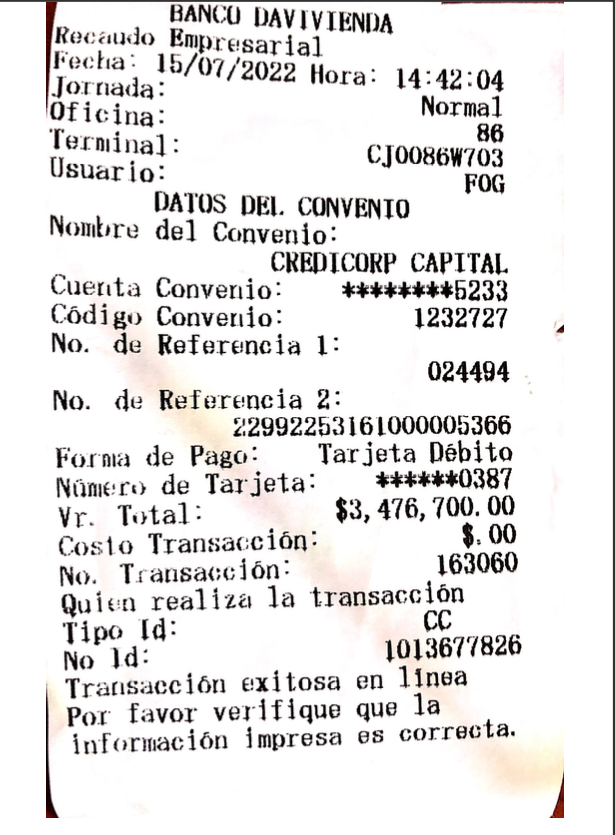 BANCO DAVIVIENDA
Recaudo Empresarial
Fecha: 15/07/2022 Hora: 14:42:04
Jornada: Normal
Oficina: 86
Terminal: CJ0086W703
Usuario: FOG
DATOS DEL CONVENIO
Nombre del Convenio:
CREDICORP CAPITAL
Cuenta Convenio: ********5233
Código Convenio: 1232727
No. de Referencia 1:
024494
No. de Referencia 2:
22992253161000005366
Forma de Pago: Tarjeta Débito
Número de Tarjeta: ******0387
Vr. Total: $3,476,700.00
Costo Transacción: $.00
No. Transacción: 163060
Quien realiza la transacción
Tipo Id: CC
No Id: 1013677826
Transacción exitosa en línea
Por favor verifique que la
información impresa es correcta.